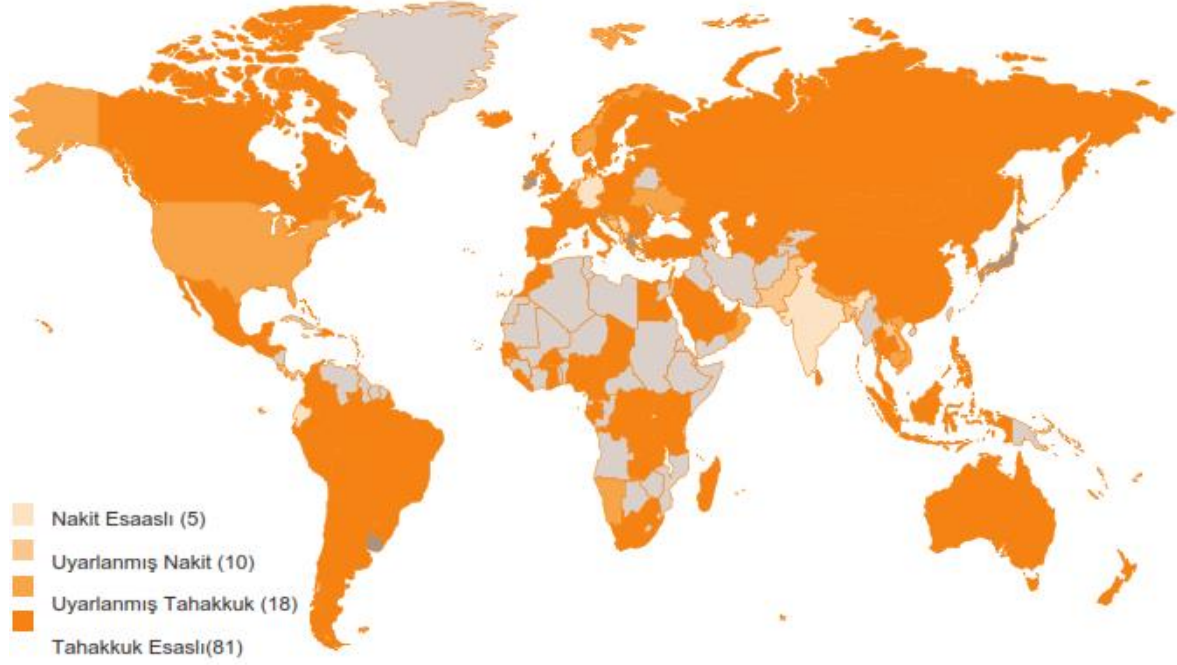 Nakit Esaaslı (5)
Uyarlanmış Nakit (10)
Uyarlanmış Tahakkuk (18)
Tahakkuk Esaslı(81)